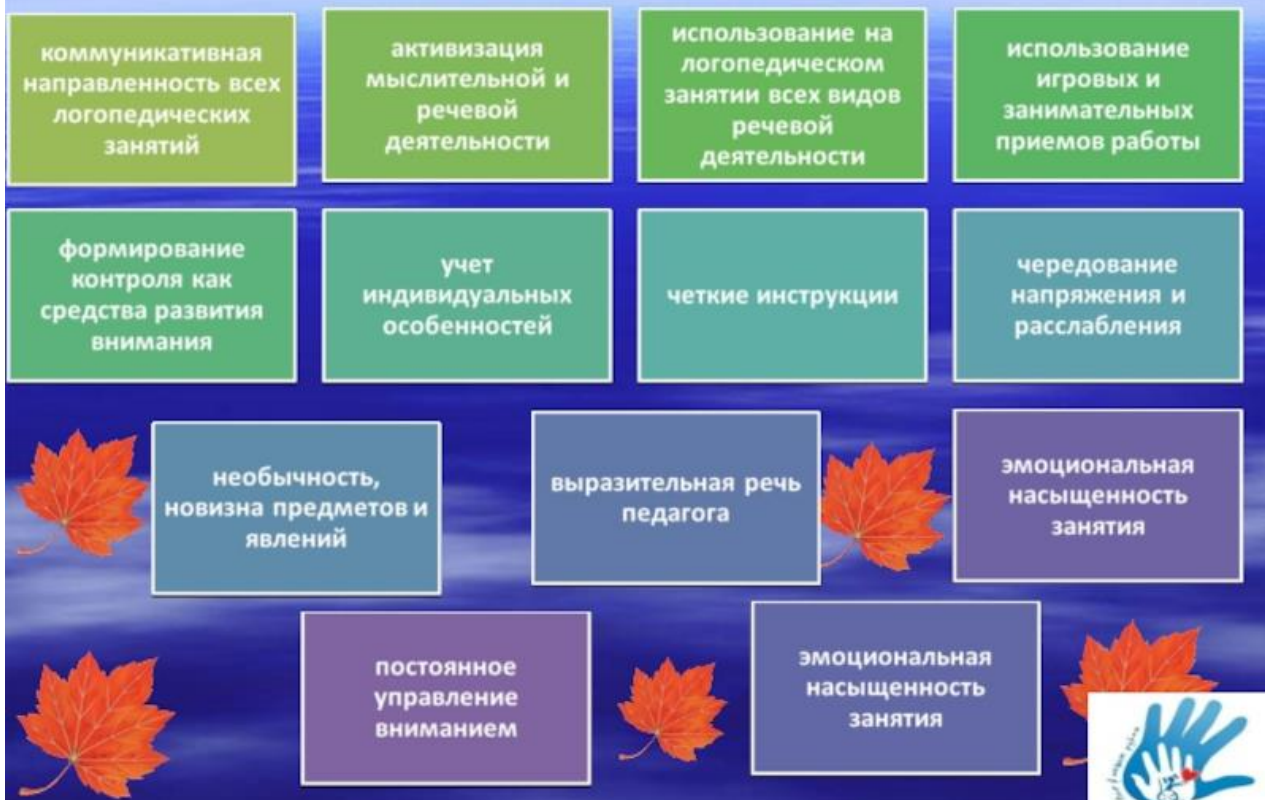 коммуникативная
направленность всех
логопедических
занятий
активизация
мыслительной и
речевой
деятельности
использование на
логопедическом
занятии всех видов
речевой
деятельности
использование
игровых и
занимательных
приемов работы
формирование
контроля как
средства развития
внимания
учет
индивидуальных
особенностей
четкие инструкции
чередование
напряжения и
расслабления
необычность,
новизна предметов и
явлений
выразительная речь
педагога
эмоциональная
насыщенность
занятия
постоянное
управление
вниманием
эмоциональная
насыщенность
занятия